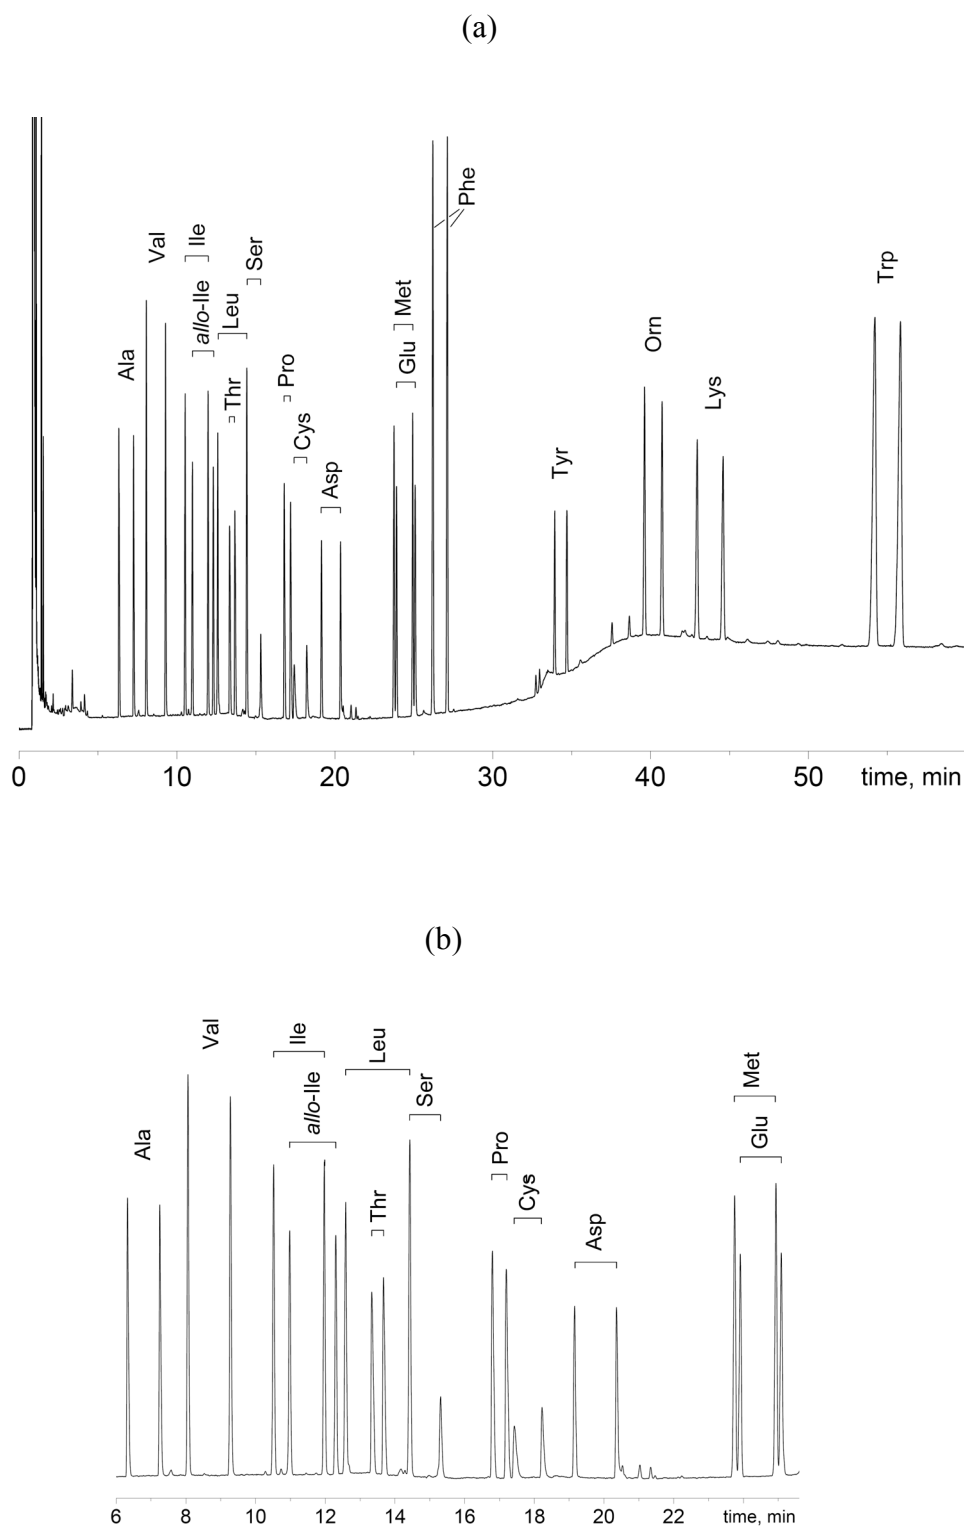 (a)
Phe
Ser
Ile
Val
Trp
Met
allo-Ile
Leu
Orn
Ala
Pro
Glu
Thr
Lys
Cys
Asp
Tyr
0 10 20 30 40 50 time, min
(b)
Ile
Val
Leu
Met
allo-Ile
Ser
Glu
Ala
Pro
Thr
Cys
Asp
6 8 10 12 14 16 18 20 22 time, min